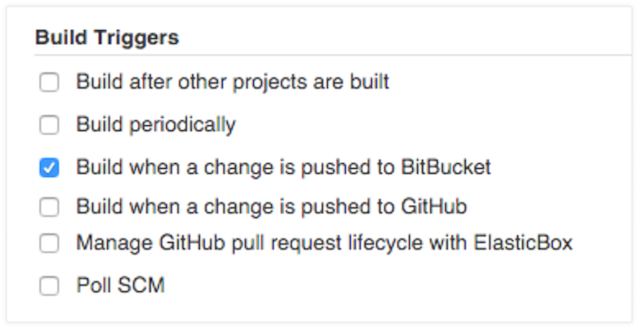 Build Triggers
Build after other projects are built
Build periodically
Build when a change is pushed to BitBucket
Build when a change is pushed to GitHub
Manage GitHub pull request lifecycle with ElasticBox
Poll SCM